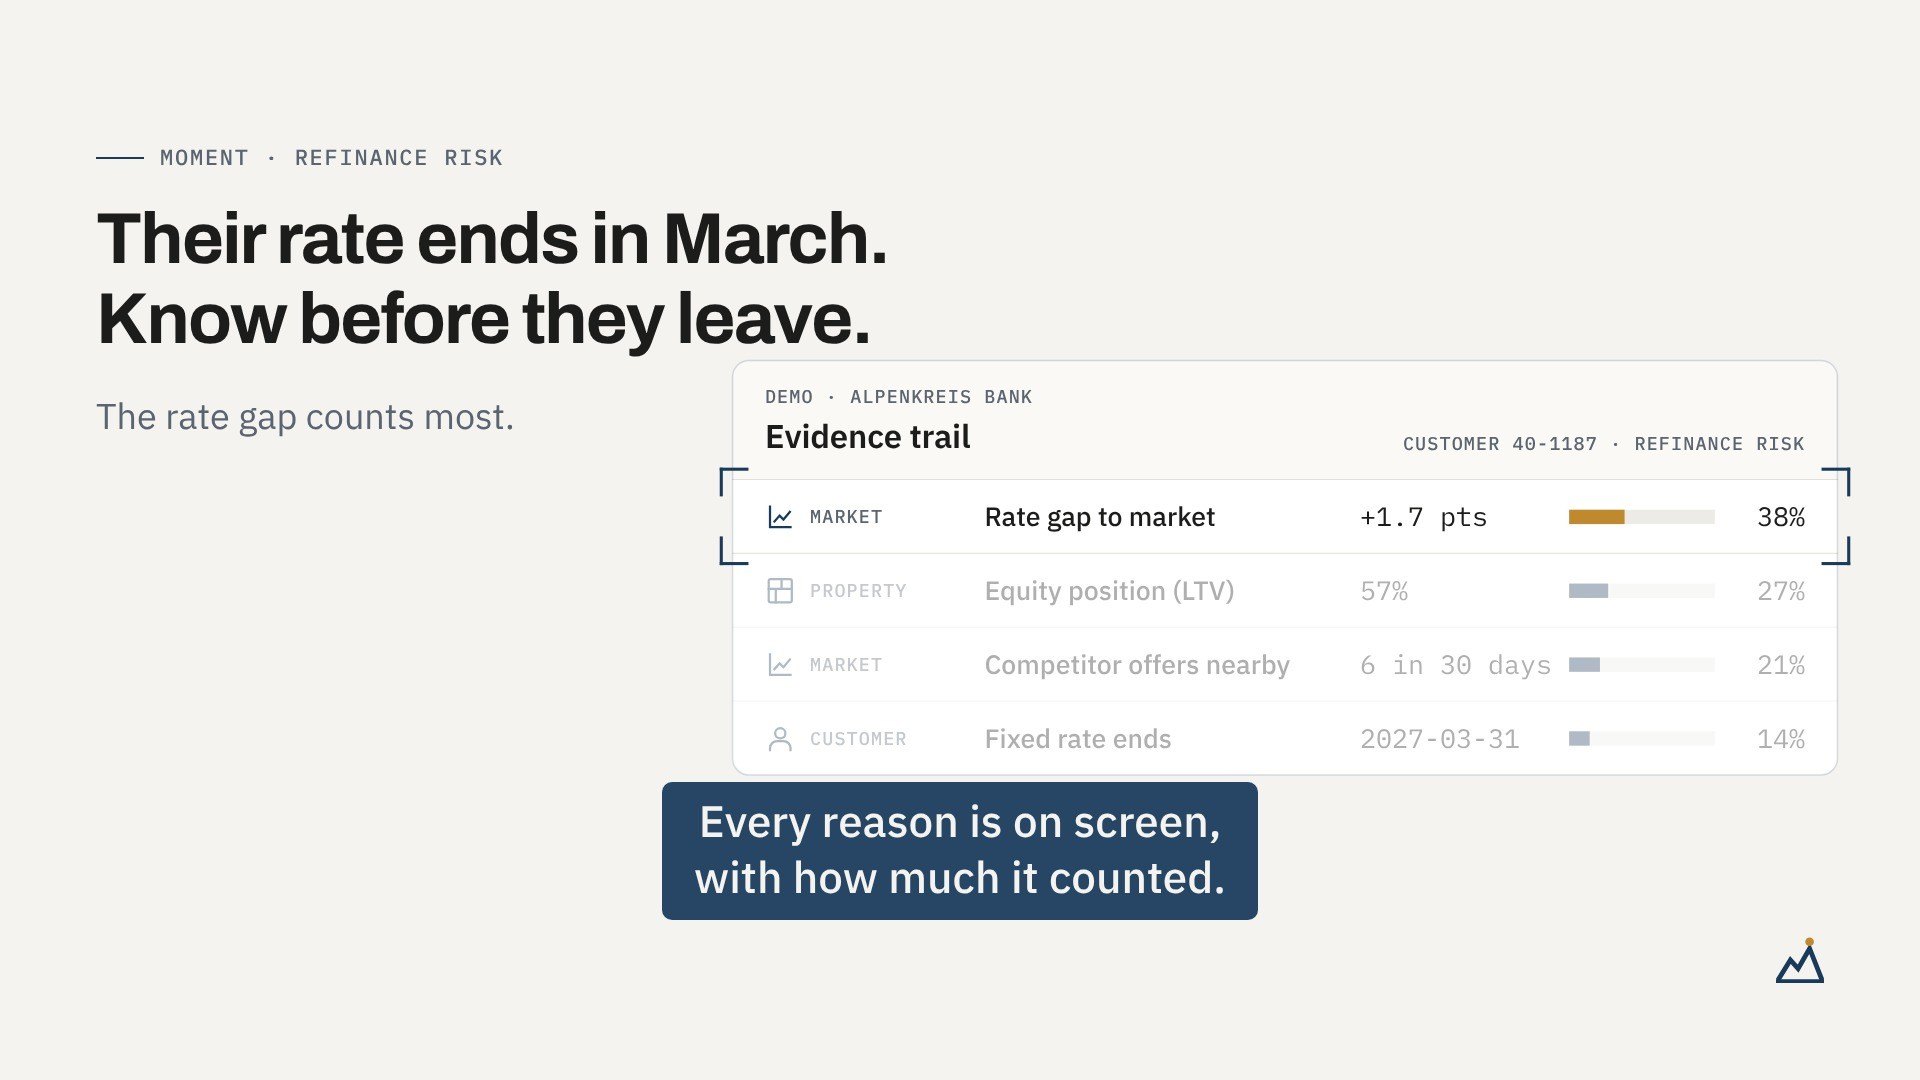 MOMENT · REFINANCE RISK
Their rate ends in March.
Know before they leave.
The rate gap counts most.
DEMO · ALPENKREIS BANK
Evidence trail
CUSTOMER 40-1187 · REFINANCE RISK
MARKET Rate gap to market +1.7 pts 38%
PROPERTY Equity position (LTV) 57% 27%
MARKET Competitor offers nearby 6 in 30 days 21%
CUSTOMER Fixed rate ends 2027-03-31 14%
Every reason is on screen,
with how much it counted.